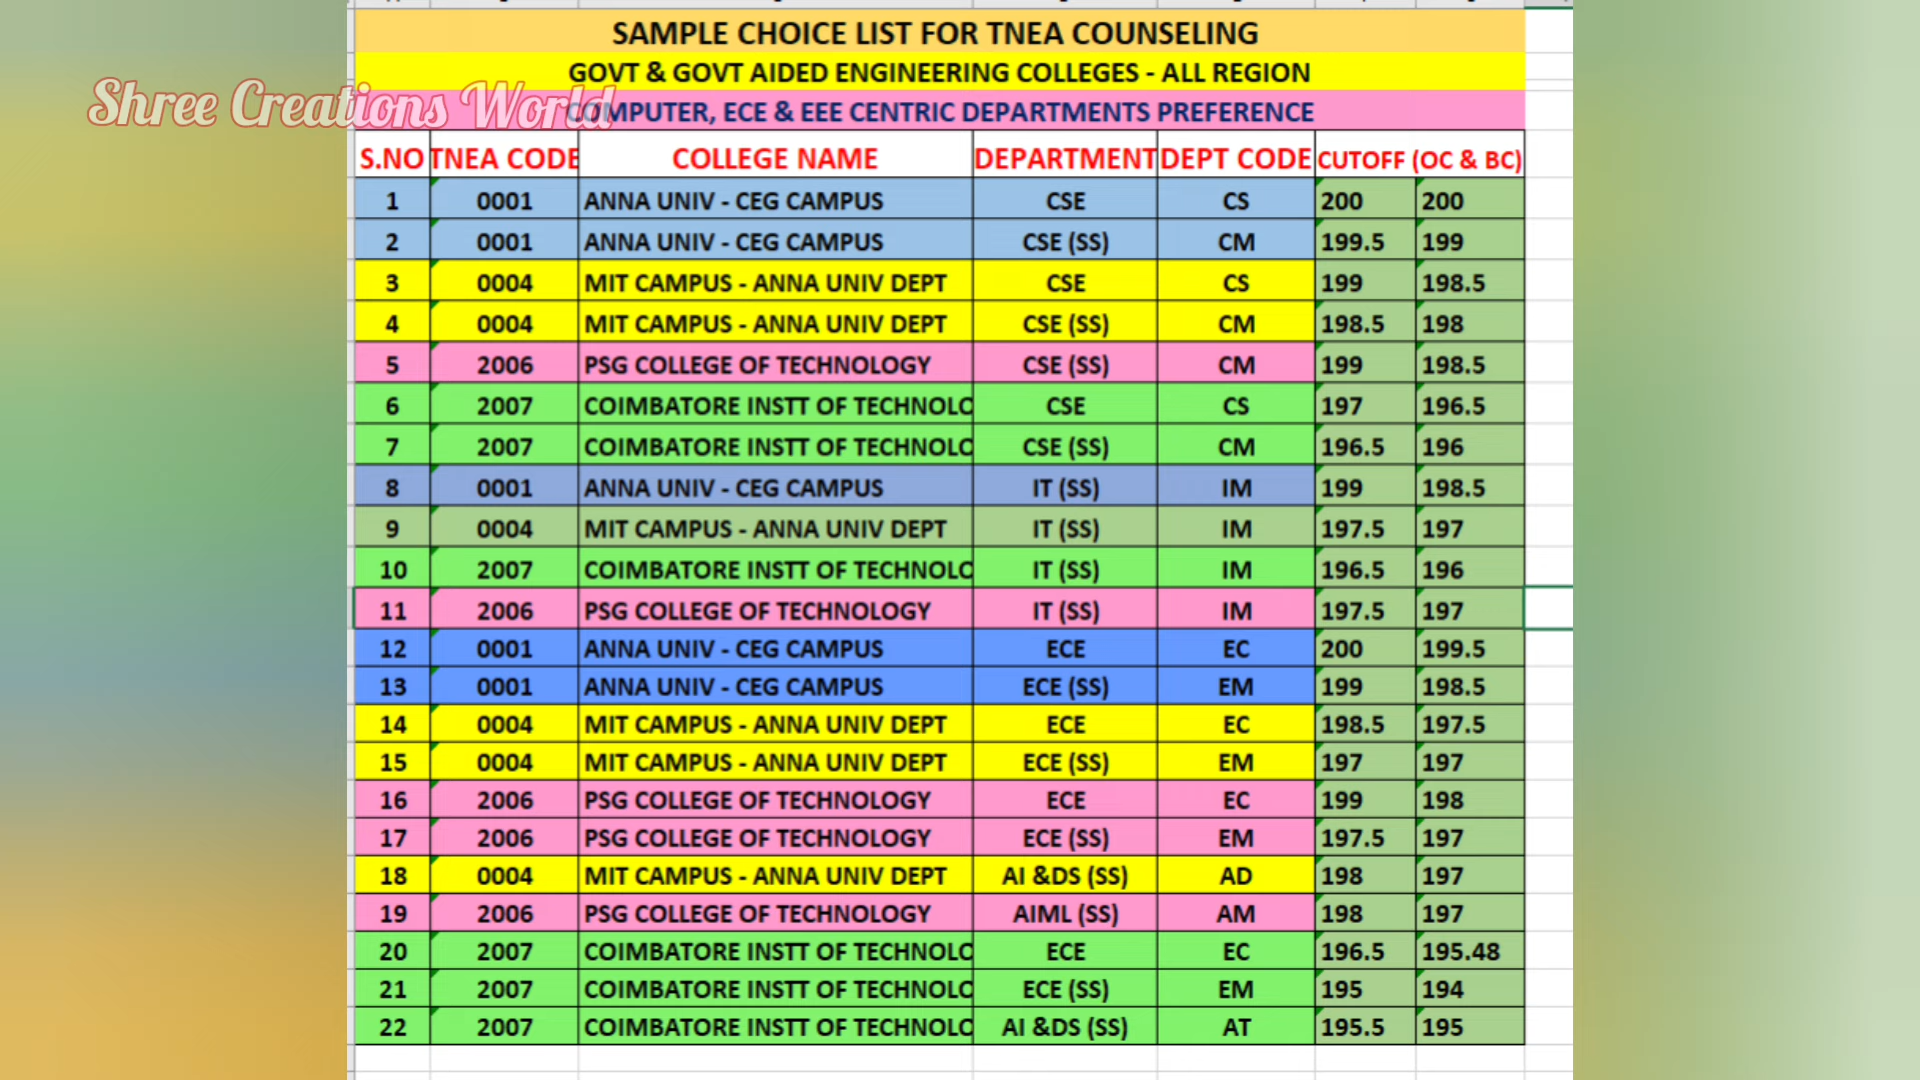 SAMPLE CHOICE LIST FOR TNEA COUNSELING
GOVT & GOVT AIDED ENGINEERING COLLEGES - ALL REGION
Shree Creations World
COMPUTER, ECE & EEE CENTRIC DEPARTMENTS PREFERENCE
S.NO TNEA CODE COLLEGE NAME DEPARTMENT DEPT CODE CUTOFF (OC & BC)
1 0001 ANNA UNIV - CEG CAMPUS CSE CS 200 200
2 0001 ANNA UNIV - CEG CAMPUS CSE (SS) CM 199.5 199
3 0004 MIT CAMPUS - ANNA UNIV DEPT CSE CS 199 198.5
4 0004 MIT CAMPUS - ANNA UNIV DEPT CSE (SS) CM 198.5 198
5 2006 PSG COLLEGE OF TECHNOLOGY CSE (SS) CM 199 198.5
6 2007 COIMBATORE INSTT OF TECHNOLO CSE CS 197 196.5
7 2007 COIMBATORE INSTT OF TECHNOLO CSE (SS) CM 196.5 196
8 0001 ANNA UNIV - CEG CAMPUS IT (SS) IM 199 198.5
9 0004 MIT CAMPUS - ANNA UNIV DEPT IT (SS) IM 197.5 197
10 2007 COIMBATORE INSTT OF TECHNOLO IT (SS) IM 196.5 196
11 2006 PSG COLLEGE OF TECHNOLOGY IT (SS) IM 197.5 197
12 0001 ANNA UNIV - CEG CAMPUS ECE EC 200 199.5
13 0001 ANNA UNIV - CEG CAMPUS ECE (SS) EM 199 198.5
14 0004 MIT CAMPUS - ANNA UNIV DEPT ECE EC 198.5 197.5
15 0004 MIT CAMPUS - ANNA UNIV DEPT ECE (SS) EM 197 197
16 2006 PSG COLLEGE OF TECHNOLOGY ECE EC 199 198
17 2006 PSG COLLEGE OF TECHNOLOGY ECE (SS) EM 197.5 197
18 0004 MIT CAMPUS - ANNA UNIV DEPT AI &DS (SS) AD 198 197
19 2006 PSG COLLEGE OF TECHNOLOGY AIML (SS) AM 198 197
20 2007 COIMBATORE INSTT OF TECHNOLO ECE EC 196.5 195.48
21 2007 COIMBATORE INSTT OF TECHNOLO ECE (SS) EM 195 194
22 2007 COIMBATORE INSTT OF TECHNOLO AI &DS (SS) AT 195.5 195